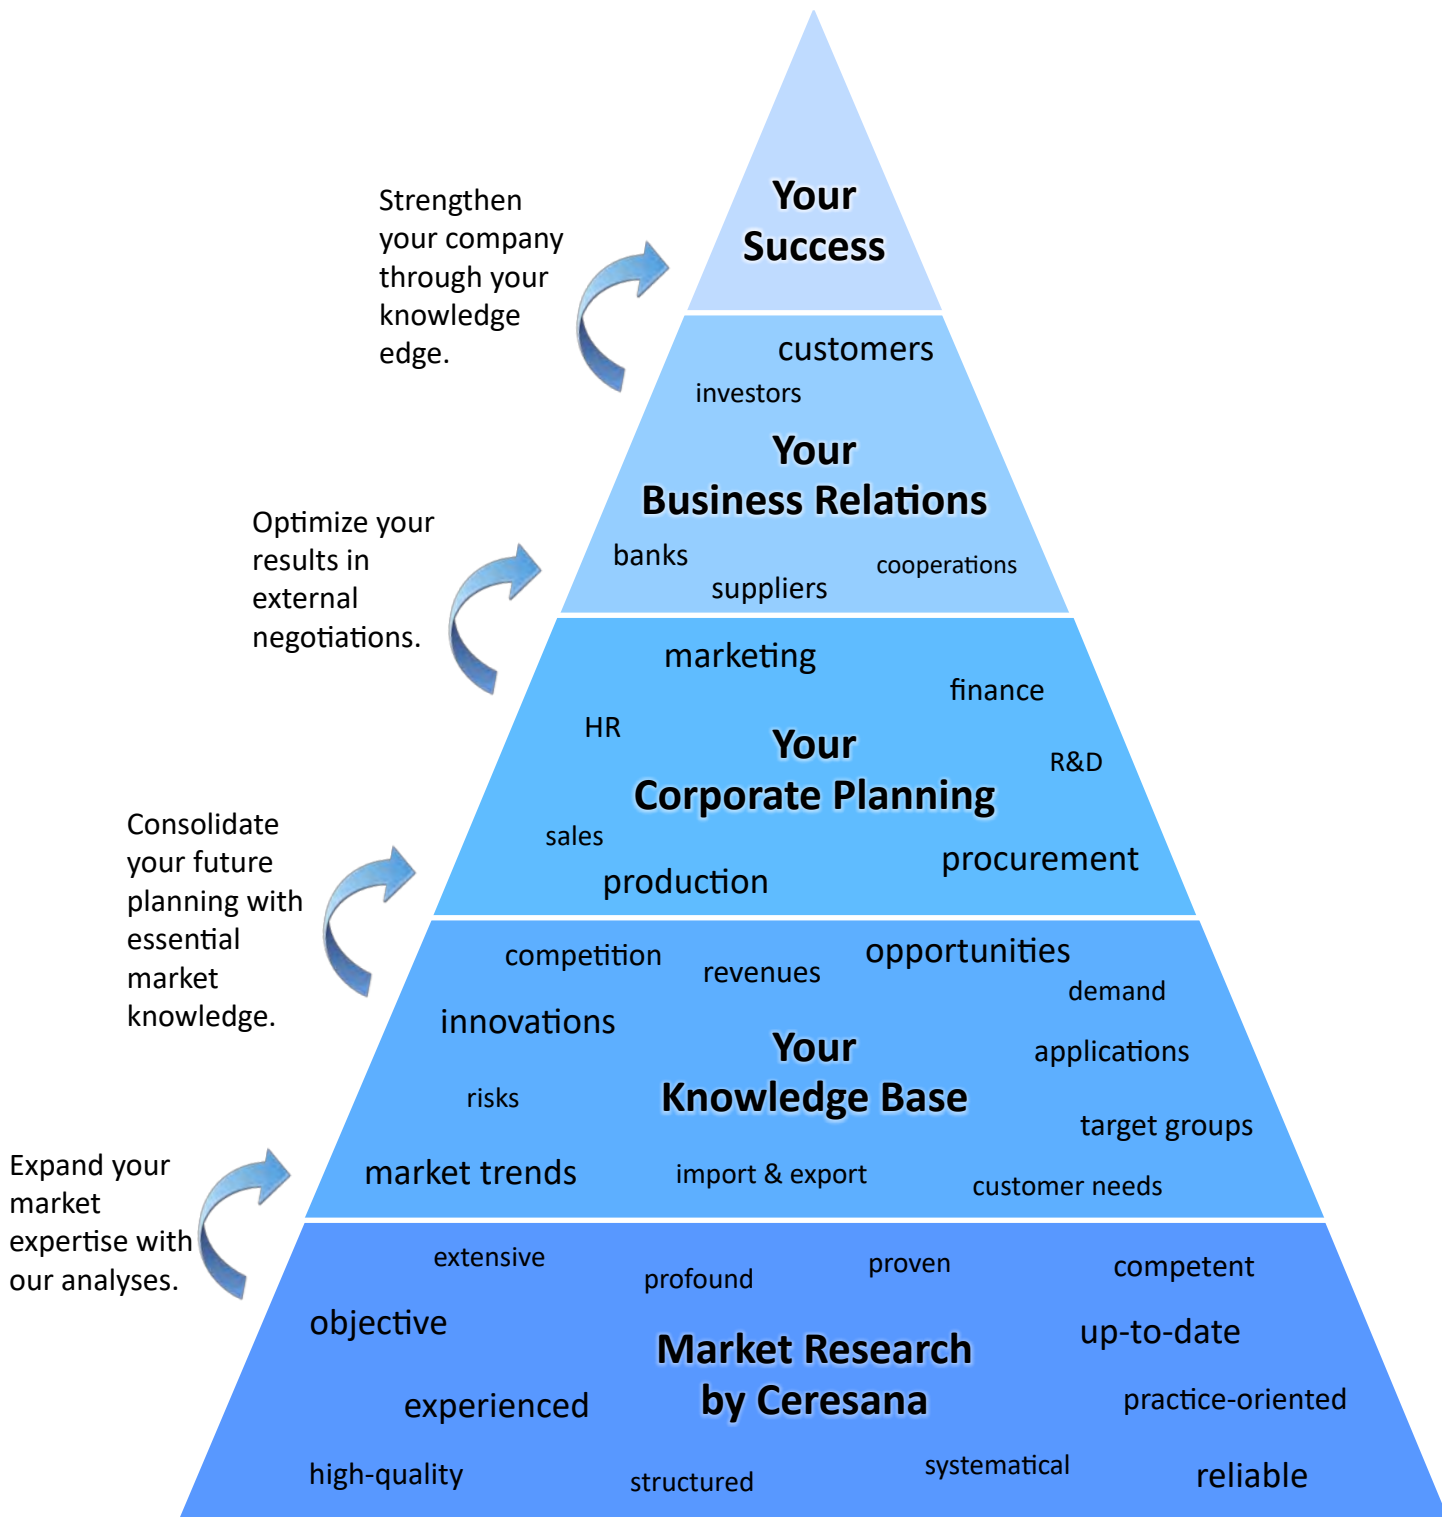 Your
Success
Strengthen
your company
through your
knowledge
edge.
customers
investors
Your
Business Relations
banks
suppliers
cooperations
Optimize your
results in
external
negotiations.
marketing
finance
HR
Your
Corporate Planning
R&D
sales
production
procurement
Consolidate
your future
planning with
essential
market
knowledge.
competition
revenues
opportunities
demand
innovations
Your
Knowledge Base
applications
risks
target groups
market trends
import & export
customer needs
Expand your
market
expertise with
our analyses.
extensive
profound
proven
competent
objective
Market Research
by Ceresana
up-to-date
experienced
practice-oriented
high-quality
structured
systematical
reliable